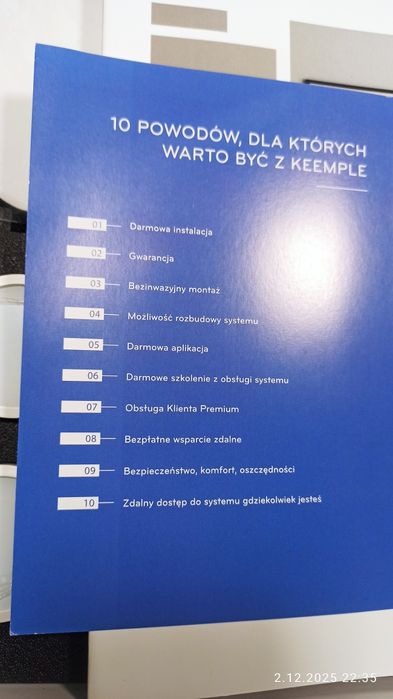 10 POWODÓW, DLA KTÓRYCH
WARTO BYĆ Z KEEMPLE
01 Darmowa instalacja
02 Gwarancja
03 Bezinwazyjny montaż
04 Możliwość rozbudowy systemu
05 Darmowa aplikacja
06 Darmowe szkolenie z obsługi systemu
07 Obsługa Klienta Premium
08 Bezpłatne wsparcie zdalne
09 Bezpieczeństwo, komfort, oszczędności
10 Zdalny dostęp do systemu gdziekolwiek jesteś
2.12.2025 22:35